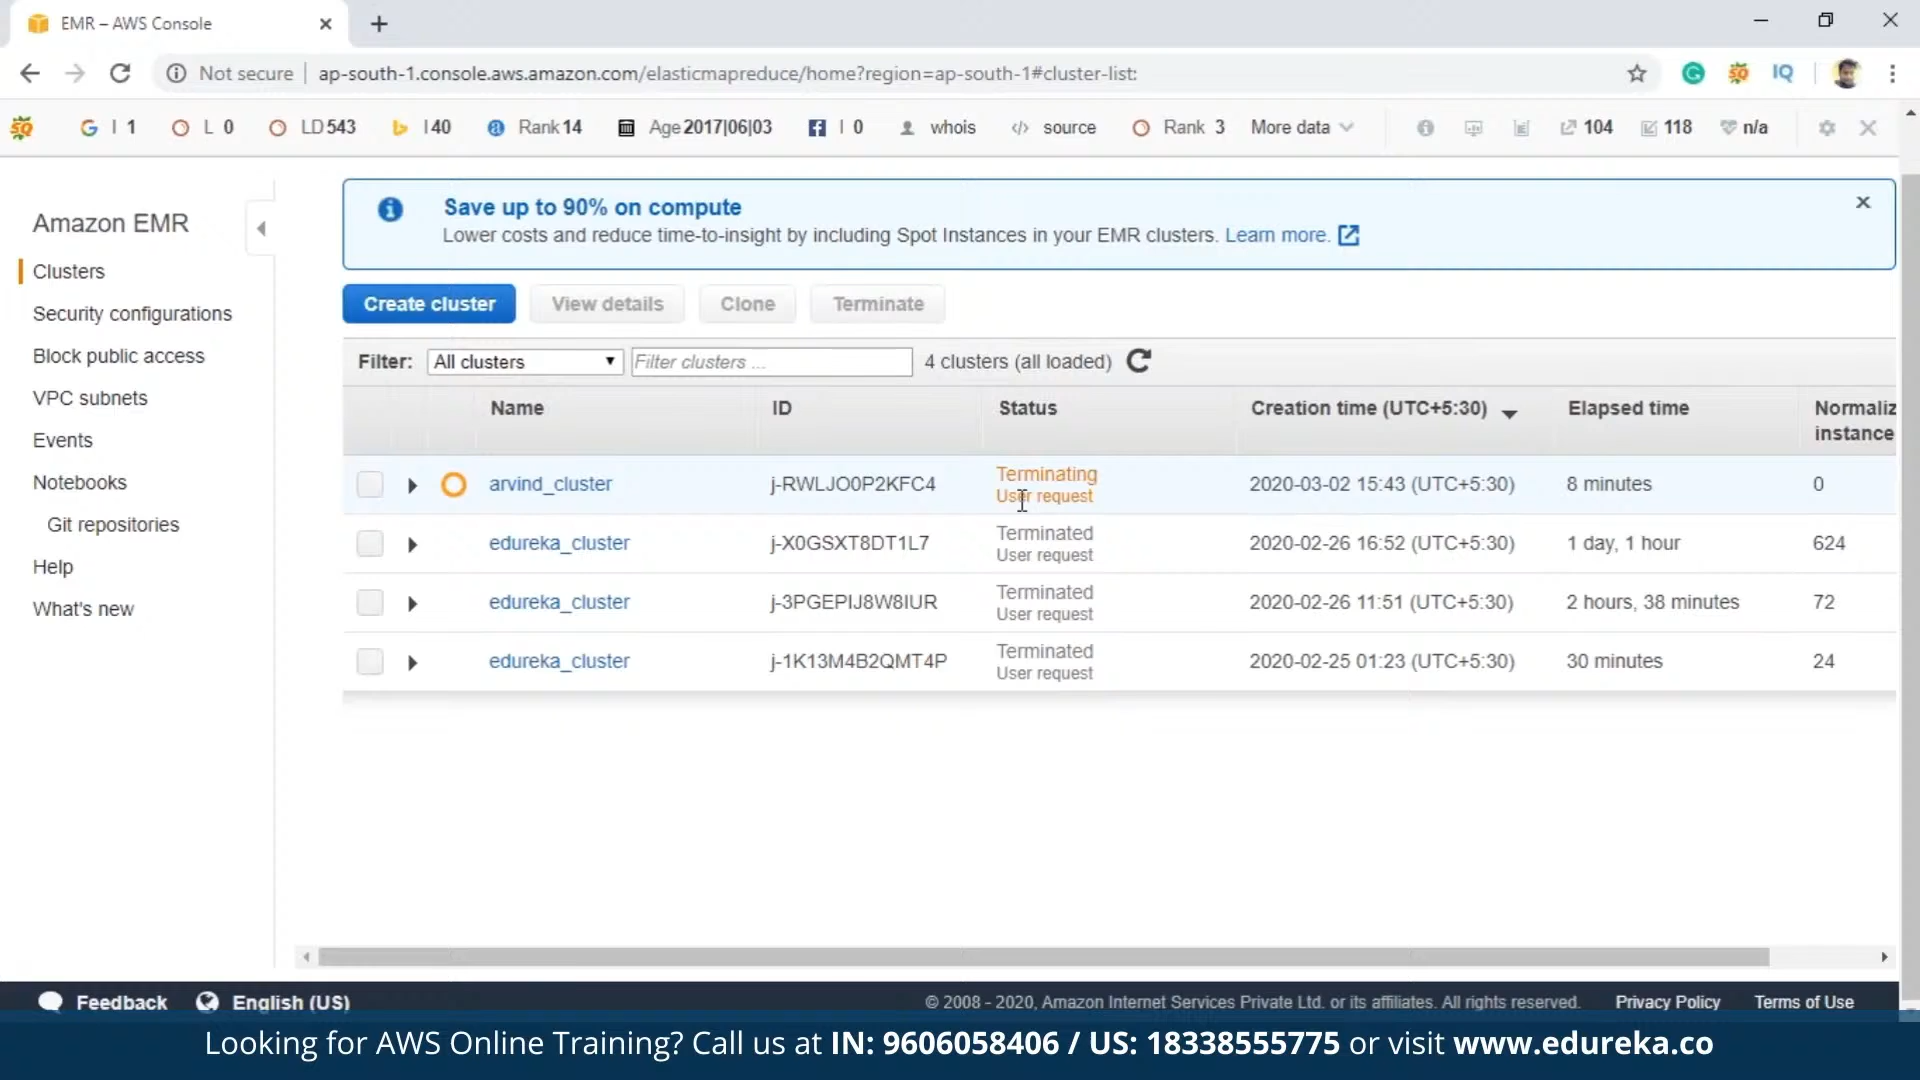 EMR – AWS Console
Not secure | ap-south-1.console.aws.amazon.com/elasticmapreduce/home?region=ap-south-1#cluster-list:
SQ IQ
SQ G I 1 L 0 LD 543 I 40 a Rank 14 Age 2017|06|03 I 0 whois source Rank 3 More data 104 118 n/a
Amazon EMR
Clusters
Security configurations
Block public access
VPC subnets
Events
Notebooks
Git repositories
Help
What's new
Save up to 90% on compute
Lower costs and reduce time-to-insight by including Spot Instances in your EMR clusters. Learn more.
Create cluster View details Clone Terminate
Filter: All clusters Filter clusters ... 4 clusters (all loaded)
Name ID Status Creation time (UTC+5:30) Elapsed time Normaliz
instance
arvind_cluster j-RWLJO0P2KFC4 Terminating 2020-03-02 15:43 (UTC+5:30) 8 minutes 0
User request
edureka_cluster j-X0GSXT8DT1L7 Terminated 2020-02-26 16:52 (UTC+5:30) 1 day, 1 hour 624
User request
edureka_cluster j-3PGEPIJ8W8IUR Terminated 2020-02-26 11:51 (UTC+5:30) 2 hours, 38 minutes 72
User request
edureka_cluster j-1K13M4B2QMT4P Terminated 2020-02-25 01:23 (UTC+5:30) 30 minutes 24
User request
Feedback English (US) © 2008 - 2020, Amazon Internet Services Private Ltd. or its affiliates. All rights reserved. Privacy Policy Terms of Use
Looking for AWS Online Training? Call us at IN: 9606058406 / US: 18338555775 or visit www.edureka.co